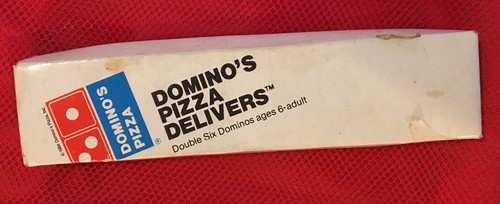 DOMINO'S
PIZZA
®
DOMINO'S
PIZZA
DELIVERS™
Double Six Dominos ages 6-adult